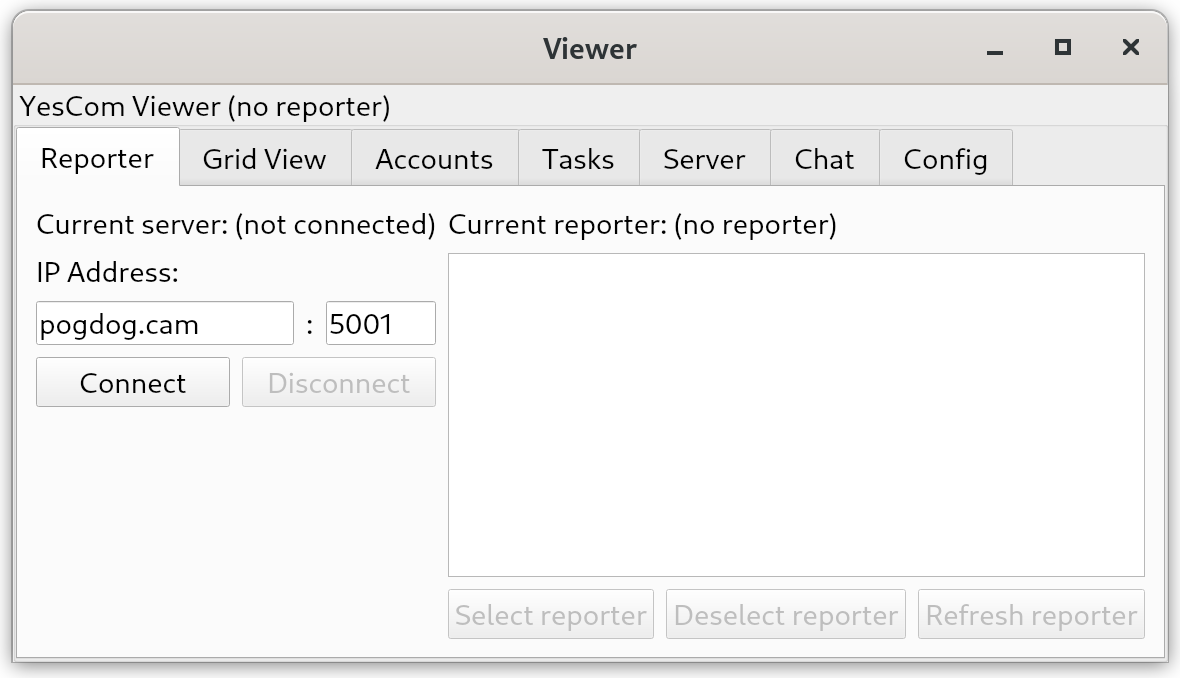 Viewer
YesCom Viewer (no reporter)
Reporter Grid View Accounts Tasks Server Chat Config
Current server: (not connected) Current reporter: (no reporter)
IP Address:
pogdog.cam : 5001
Connect Disconnect
Select reporter Deselect reporter Refresh reporter